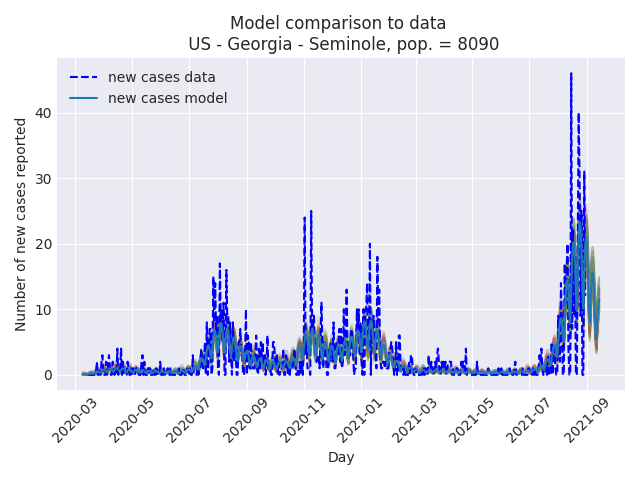 Model comparison to data
US - Georgia - Seminole, pop. = 8090
new cases data
new cases model
Number of new cases reported
40
30
20
10
0
2020-03
2020-05
2020-07
2020-09
2020-11
2021-01
2021-03
2021-05
2021-07
2021-09
Day